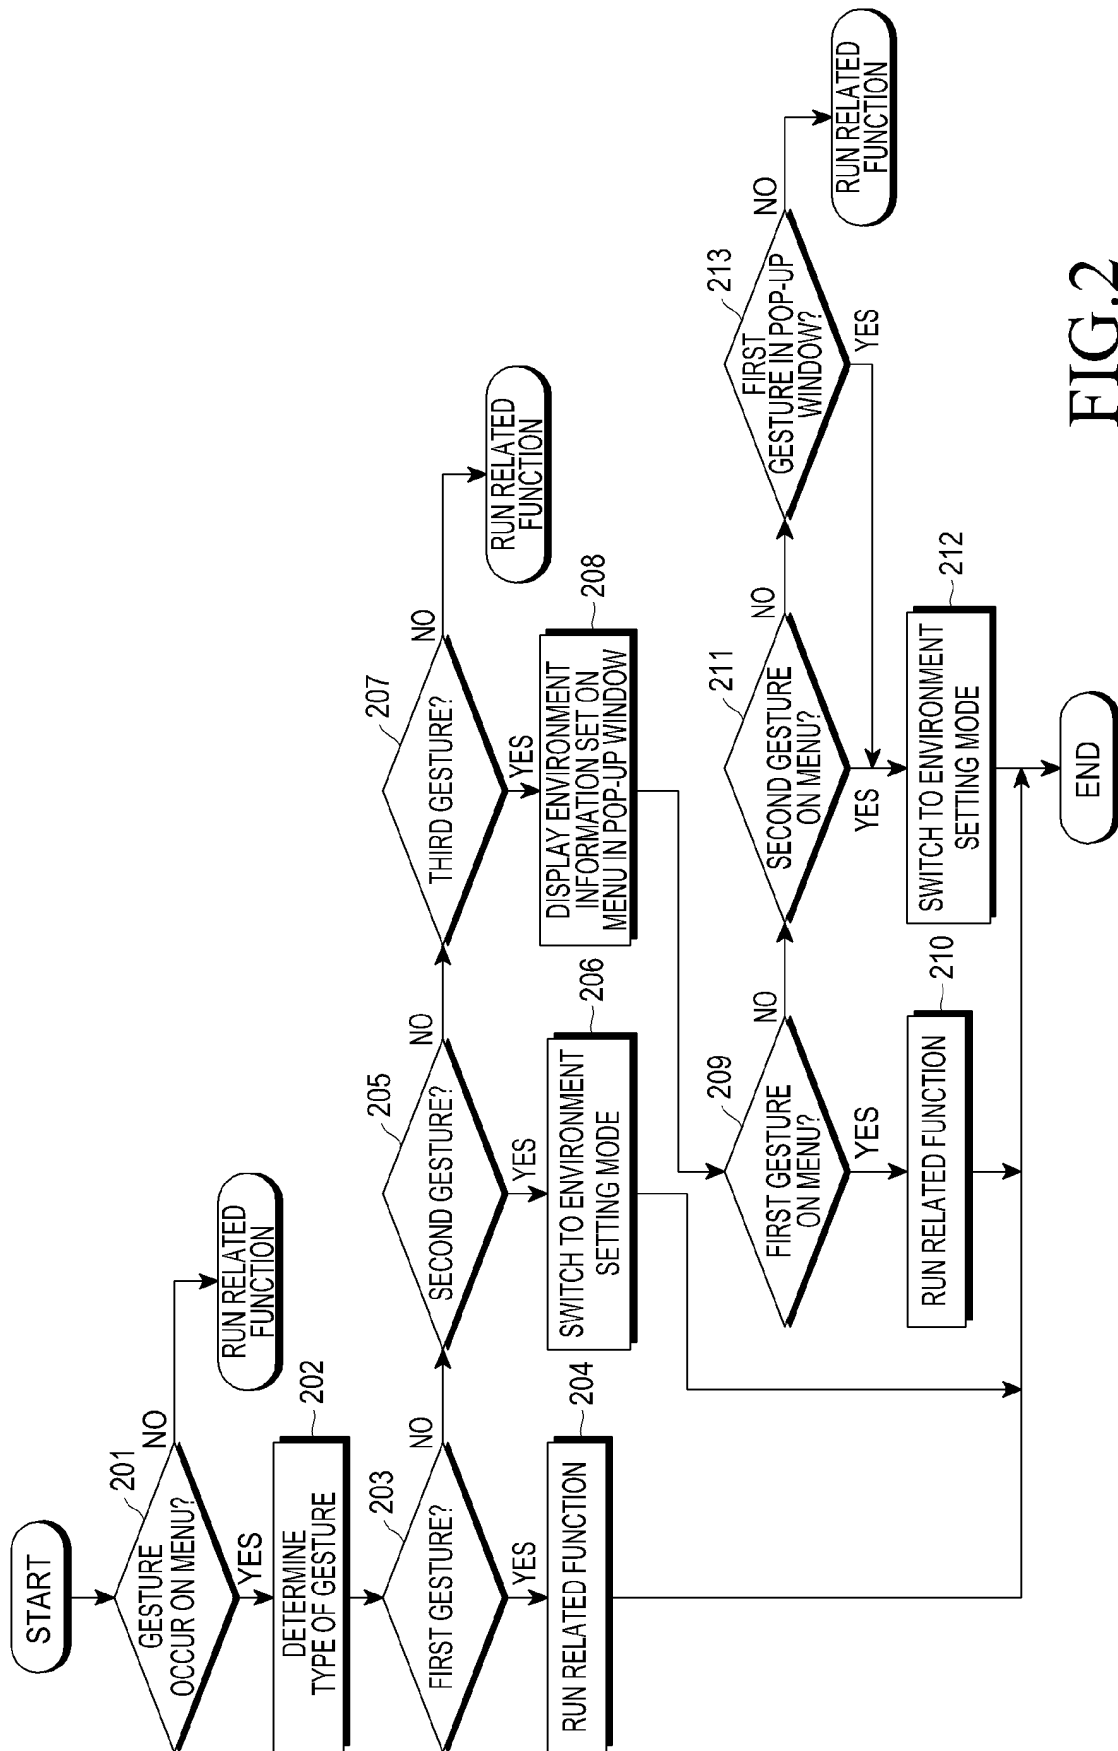 START
201
GESTURE
OCCUR ON MENU?
NO
RUN RELATED
FUNCTION
YES
202
DETERMINE
TYPE OF GESTURE
203
FIRST GESTURE?
NO
YES
204
RUN RELATED FUNCTION
205
SECOND GESTURE?
NO
YES
206
SWITCH TO ENVIRONMENT
SETTING MODE
207
THIRD GESTURE?
NO
RUN RELATED
FUNCTION
YES
208
DISPLAY ENVIRONMENT
INFORMATION SET ON
MENU IN POP-UP WINDOW
209
FIRST GESTURE
ON MENU?
NO
YES
210
RUN RELATED FUNCTION
211
SECOND GESTURE
ON MENU?
NO
YES
212
SWITCH TO ENVIRONMENT
SETTING MODE
213
FIRST
GESTURE IN POP-UP
WINDOW?
NO
YES
RUN RELATED
FUNCTION
END
FIG.2